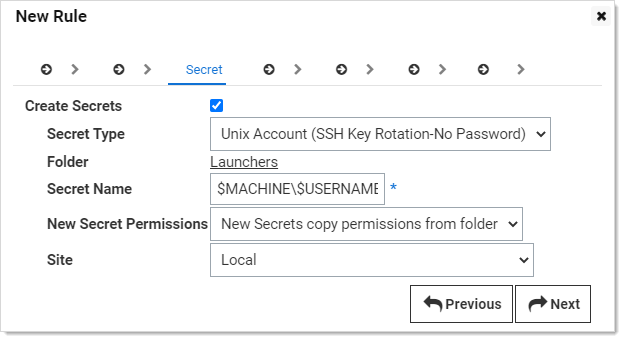 New Rule
Secret
Create Secrets
Secret Type Unix Account (SSH Key Rotation-No Password)
Folder Launchers
Secret Name $MACHINE\$USERNAME *
New Secret Permissions New Secrets copy permissions from folder
Site Local
Previous Next